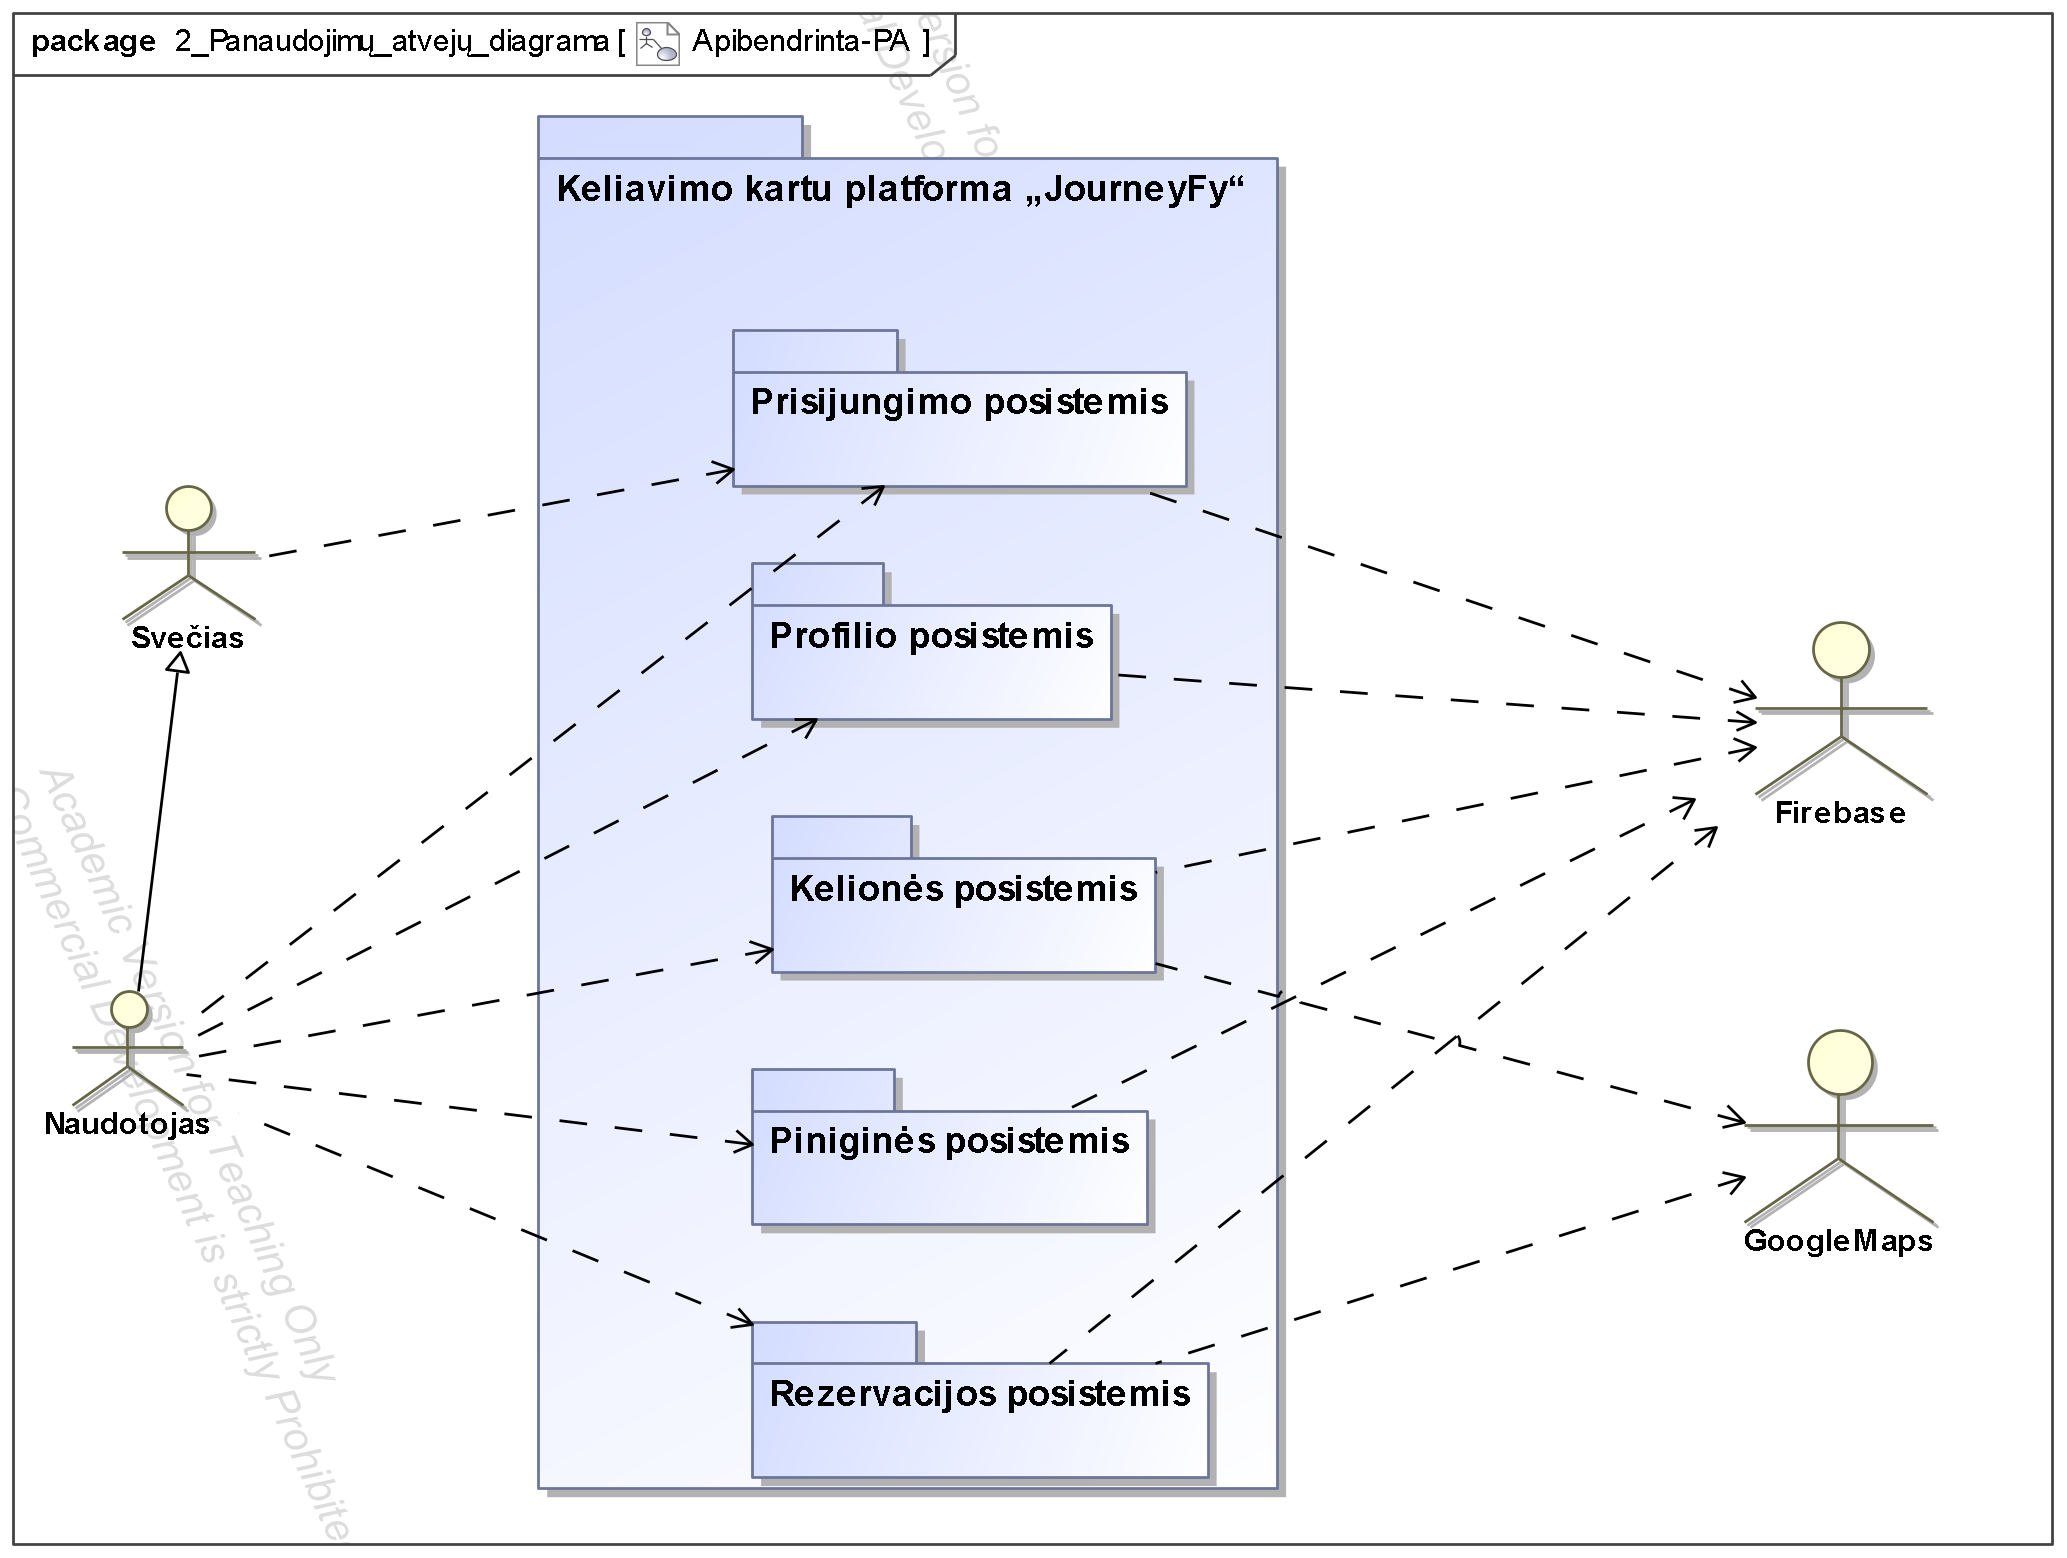 package 2_Panaudojimų_atvejų_diagrama [ Apibendrinta-PA ]
Keliavimo kartu platforma „JourneyFy“
Prisijungimo posistemis
Svečias
Profilio posistemis
Firebase
Kelionės posistemis
Naudotojas
Piniginės posistemis
GoogleMaps
Rezervacijos posistemis
Academic Version for Teaching Only
Commercial Development is strictly